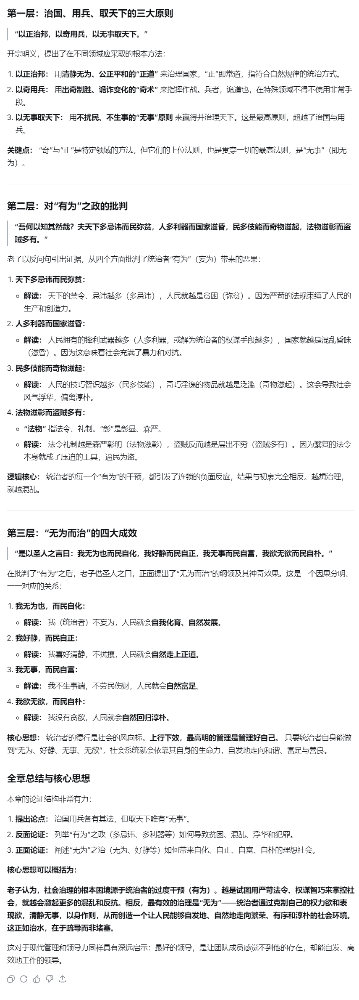 第一层：治国、用兵、取天下的三大原则
“以正治邦，以奇用兵，以无事取天下。”
开宗明义，提出了在不同领域应采取的根本方法：
1. 以正治邦： 用清静无为、公正平和的“正道” 来治理国家。“正”即常道，指符合自然规律的统治方式。
2. 以奇用兵： 用出奇制胜、诡诈变化的“奇术” 来指挥作战。兵者，诡道也，在特殊领域不得不使用非常手
段。
3. 以无事取天下： 用不扰民、不生事的“无事”原则 来赢得并治理天下。这是最高原则，超越了治国与用
兵。
关键点： “奇”与“正”是特定领域的方法，但它们的上位法则，也是贯穿一切的最高法则，是“无事”（即无
为）。
第二层：对“有为”之政的批判
“吾何以知其然哉？夫天下多忌讳而民弥贫，人多利器而国家滋昏，民多伎能而奇物滋起，法物滋彰而盗
贼多有。”
老子以反问句引出证据，从四个方面批判了统治者“有为”（妄为）带来的恶果：
1. 天下多忌讳而民弥贫：
解读： 天下的禁令、忌讳越多（多忌讳），人民就越是贫困（弥贫）。因为严苛的法规束缚了人民的
生产和创造力。
2. 人多利器而国家滋昏：
解读： 人民拥有的锋利武器越多（人多利器，或解为统治者的权谋手段越多），国家就越是混乱昏昧
（滋昏）。因为这意味着社会充满了暴力和对抗。
3. 民多伎能而奇物滋起：
解读： 人民的技巧智识越多（民多伎能），奇巧淫逸的物品就越是泛滥（奇物滋起）。这会导致社会
风气浮华，偏离淳朴。
4. 法物滋彰而盗贼多有：
“法物” 指法令、礼制。“彰”是彰显、森严。
解读： 法令礼制越是森严彰明（法物滋彰），盗贼反而越是层出不穷（盗贼多有）。因为繁复的法令
本身就成了压迫的工具，逼民为盗。
逻辑核心： 统治者的每一个“有为”的干预，都引发了连锁的负面反应，结果与初衷完全相反。越想治理，
就越混乱。
第三层：“无为而治”的四大成效
“是以圣人之言曰：我无为也而民自化，我好静而民自正，我无事而民自富，我欲无欲而民自朴。”
在批判了“有为”之后，老子借圣人之口，正面提出了“无为而治”的纲领及其神奇效果。这是一个因果分明、
一一对应的关系：
1. 我无为也，而民自化：
解读： 我（统治者）不妄为，人民就会自我化育、自然发展。
2. 我好静，而民自正：
解读： 我喜好清静，不扰攘，人民就会自然走上正道。
3. 我无事，而民自富：
解读： 我不生事端，不劳民伤财，人民就会自然富足。
4. 我欲无欲，而民自朴：
解读： 我没有贪欲，人民就会自然回归淳朴。
核心思想： 统治者的德行是社会的风向标。上行下效，最高明的管理是管理好自己。 只要统治者自身能做
到“无为、好静、无事、无欲”，社会系统就会依靠其自身的生命力，自发地走向和谐、富足与善良。
全章总结与核心思想
本章的论证结构非常有力：
1. 提出论点： 治国用兵各有其法，但取天下唯有“无事”。
2. 反面论证： 列举“有为”之政（多忌讳、多利器等）如何导致贫困、混乱、浮华和犯罪。
3. 正面论证： 阐述“无为”之治（无为、好静等）如何带来自化、自正、自富、自朴的理想社会。
核心思想可以概括为：
老子认为，社会治理的根本困境源于统治者的过度干预（有为）。越是试图用严苛法令、权谋智巧来掌控社
会，就越会激起更多的混乱和反抗。相反，最有效的治理是“无为”——统治者通过克制自己的权力欲和表
现欲，清静无事，以身作则，从而创造一个让人民能够自发地、自然地走向繁荣、有序和淳朴的社会环境。
这正如治水，在于疏导而非堵塞。
这对于现代管理和领导力同样具有深远启示：最好的领导，是让团队成员感觉不到他的存在，却能自发、高
效地工作的领导。